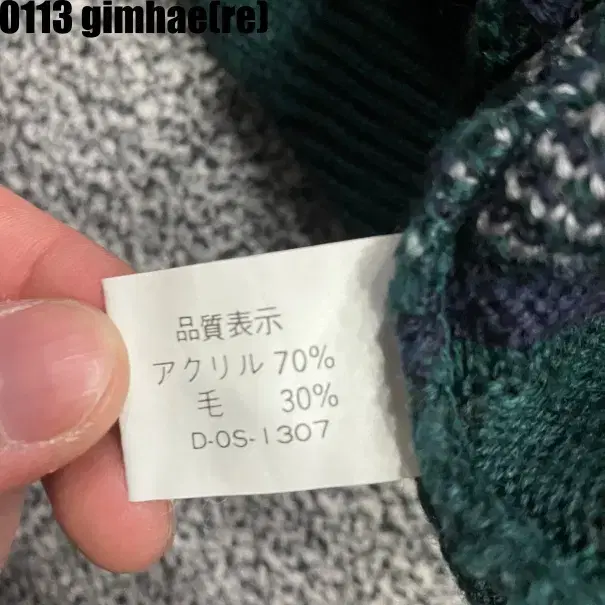 0113 gimhae(re)
品質表示
アクリル 70%
毛 30%
D-OS-1307